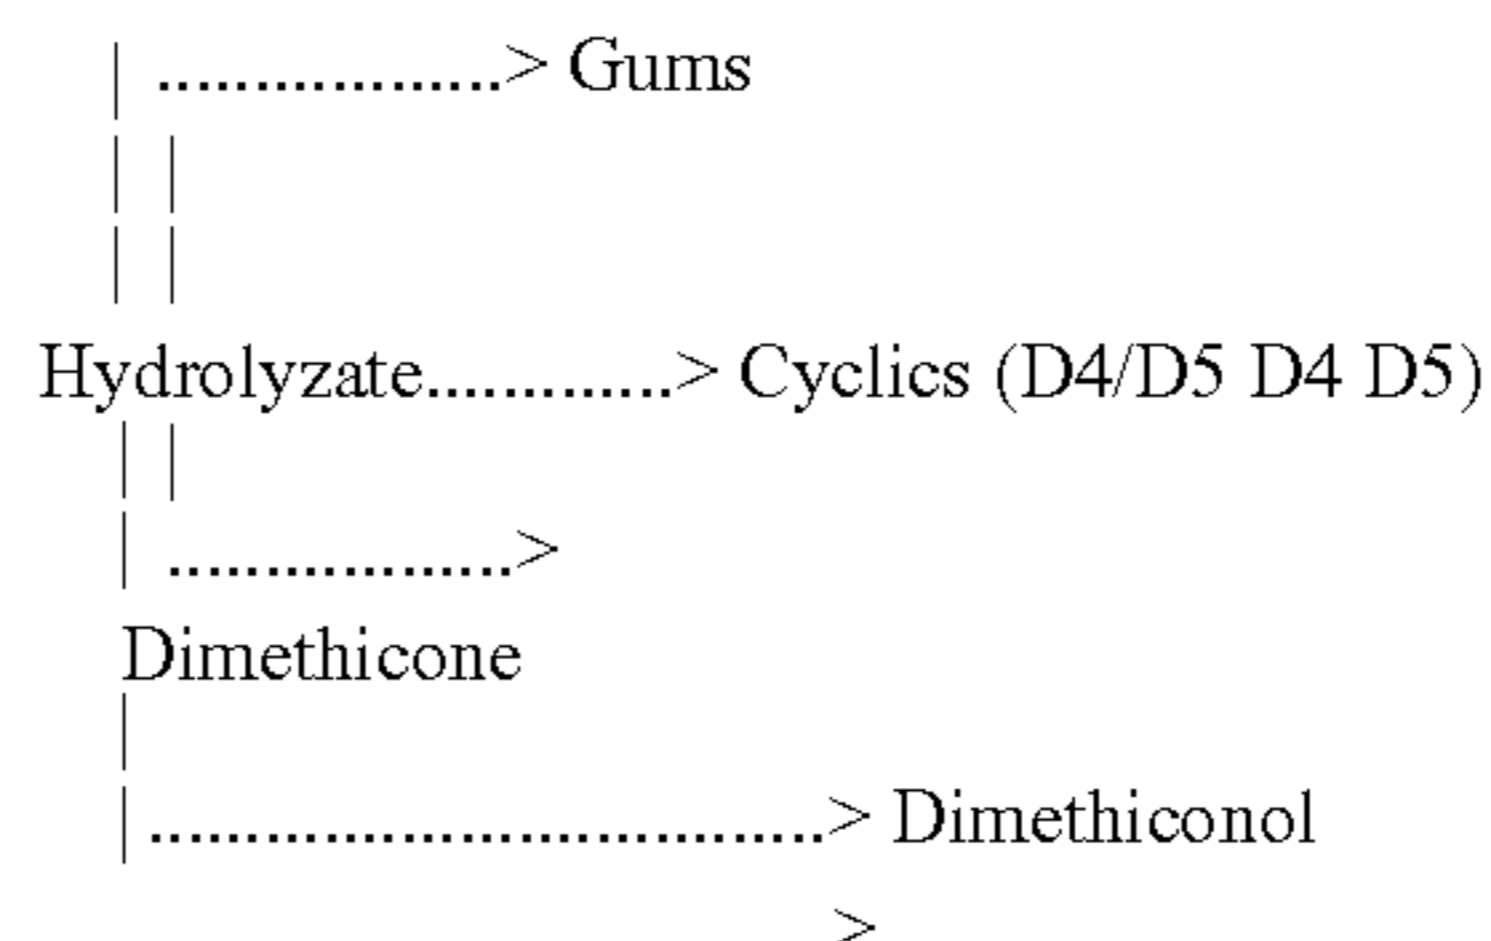 | .................> Gums
| |
| |
Hydrolyzate.............> Cyclics (D4/D5 D4 D5)
| |
| .................>
Dimethicone
|
|..................................> Dimethiconol
>